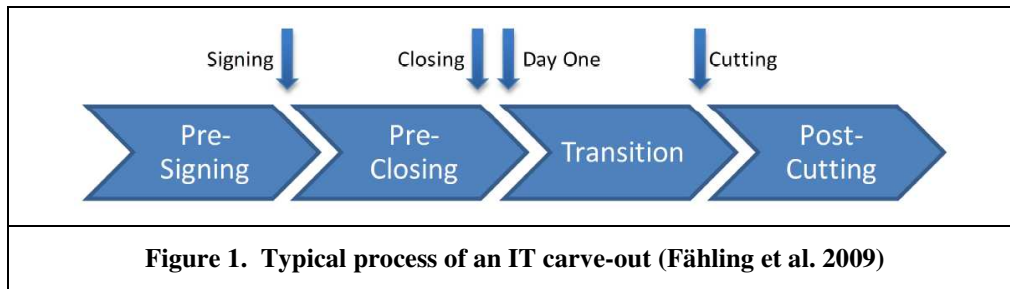 Signing Closing Day One Cutting
Pre-
Signing
Pre-
Closing
Transition
Post-
Cutting
Figure 1. Typical process of an IT carve-out (Fähling et al. 2009)